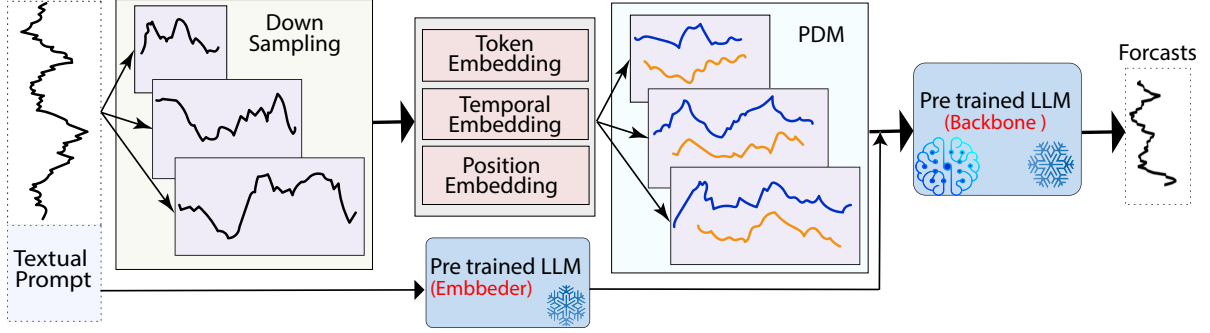 Down
Sampling
Token
Embedding
Temporal
Embedding
Position
Embedding
PDM
Pre trained LLM
(Backbone )
Forcasts
Textual
Prompt
Pre trained LLM
(Embbeder)